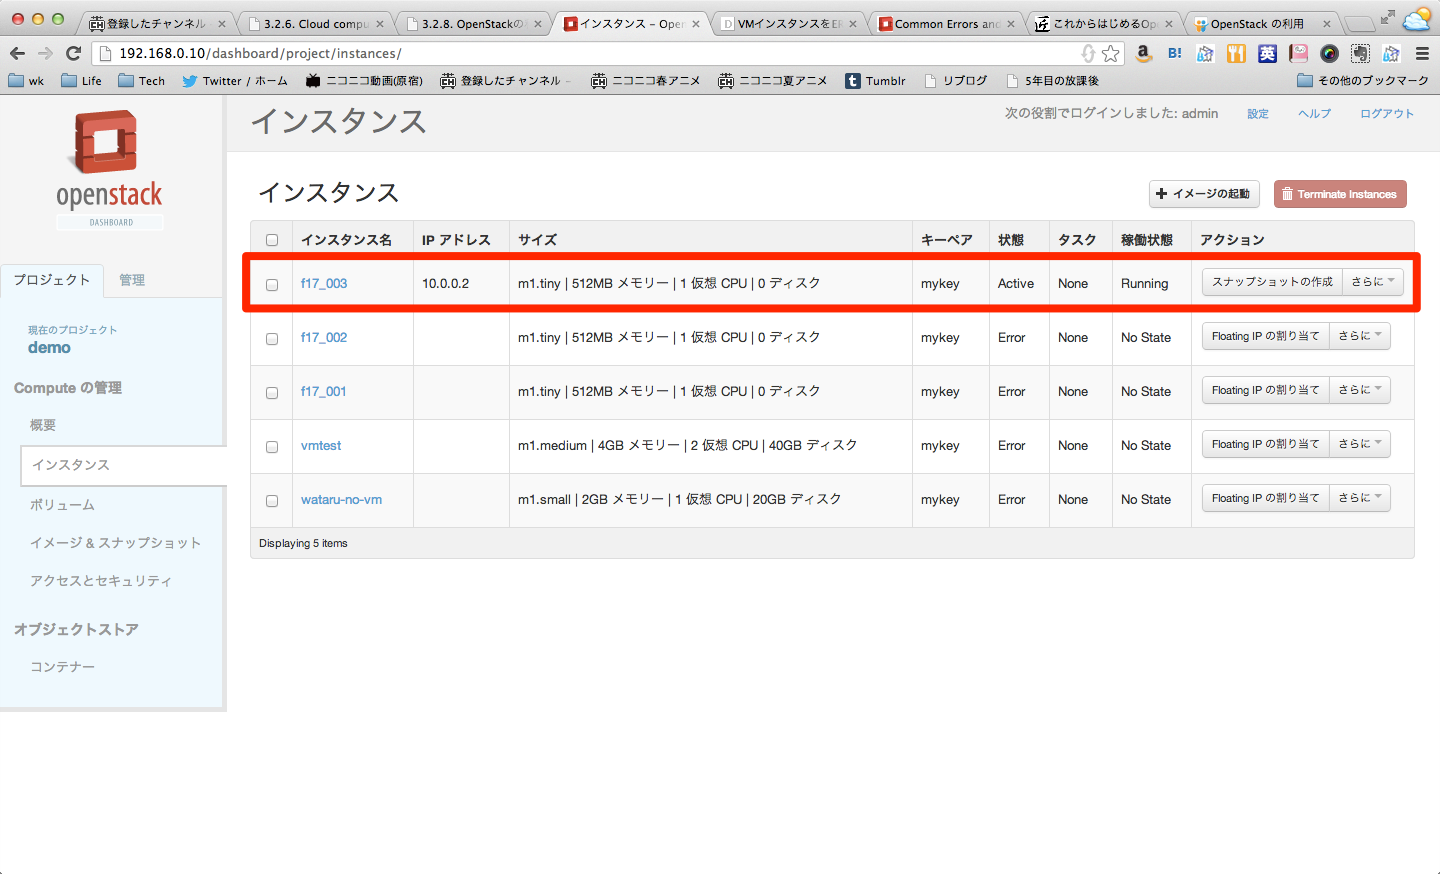 登録したチャンネル
3.2.6. Cloud compu
3.2.8. OpenStackの
インスタンス - Open
VMインスタンスをER
Common Errors and
これからはじめるOp
OpenStack の利用
192.168.0.10/dashboard/project/instances/
wk Life Tech Twitter / ホーム ニコニコ動画(原宿) 登録したチャンネル - ニコニコ春アニメ ニコニコ夏アニメ Tumblr リブログ 5年目の放課後 その他のブックマーク
openstack
DASHBOARD
インスタンス
次の役割でログインしました: admin 設定 ヘルプ ログアウト
プロジェクト 管理
現在のプロジェクト
demo
Compute の管理
概要
インスタンス
ボリューム
イメージ & スナップショット
アクセスとセキュリティ
オブジェクトストア
コンテナー
インスタンス
イメージの起動 Terminate Instances
インスタンス名 IP アドレス サイズ キーペア 状態 タスク 稼働状態 アクション
f17_003 10.0.0.2 m1.tiny | 512MB メモリー | 1 仮想 CPU | 0 ディスク mykey Active None Running スナップショットの作成 さらに
f17_002 m1.tiny | 512MB メモリー | 1 仮想 CPU | 0 ディスク mykey Error None No State Floating IP の割り当て さらに
f17_001 m1.tiny | 512MB メモリー | 1 仮想 CPU | 0 ディスク mykey Error None No State Floating IP の割り当て さらに
vmtest m1.medium | 4GB メモリー | 2 仮想 CPU | 40GB ディスク mykey Error None No State Floating IP の割り当て さらに
wataru-no-vm m1.small | 2GB メモリー | 1 仮想 CPU | 20GB ディスク mykey Error None No State Floating IP の割り当て さらに
Displaying 5 items